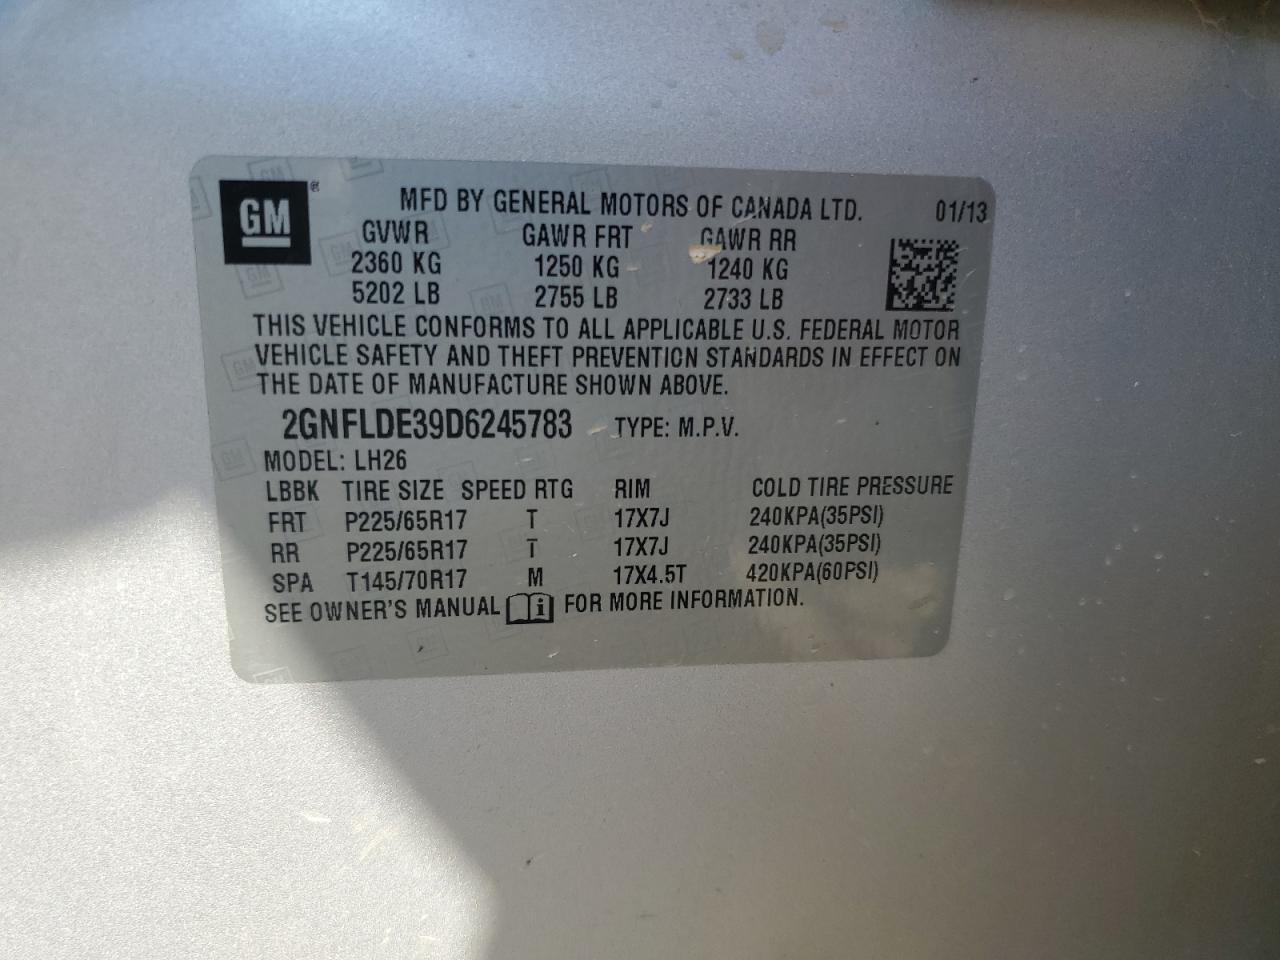 GM®
MFD BY GENERAL MOTORS OF CANADA LTD. 01/13
GVWR GAWR FRT GAWR RR
2360 KG 1250 KG 1240 KG
5202 LB 2755 LB 2733 LB
THIS VEHICLE CONFORMS TO ALL APPLICABLE U.S. FEDERAL MOTOR
VEHICLE SAFETY AND THEFT PREVENTION STANDARDS IN EFFECT ON
THE DATE OF MANUFACTURE SHOWN ABOVE.
2GNFLDE39D6245783 TYPE: M.P.V.
MODEL: LH26
LBBK TIRE SIZE SPEED RTG RIM COLD TIRE PRESSURE
FRT P225/65R17 T 17X7J 240KPA(35PSI)
RR P225/65R17 T 17X7J 240KPA(35PSI)
SPA T145/70R17 M 17X4.5T 420KPA(60PSI)
SEE OWNER'S MANUAL i FOR MORE INFORMATION.